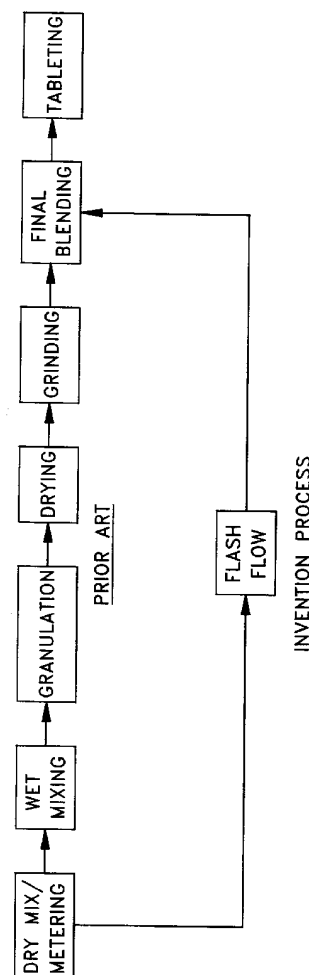 DRY MIX/
METERING
WET
MIXING
GRANULATION
DRYING
GRINDING
FINAL
BLENDING
TABLETING
PRIOR ART
FLASH
FLOW
INVENTION PROCESS